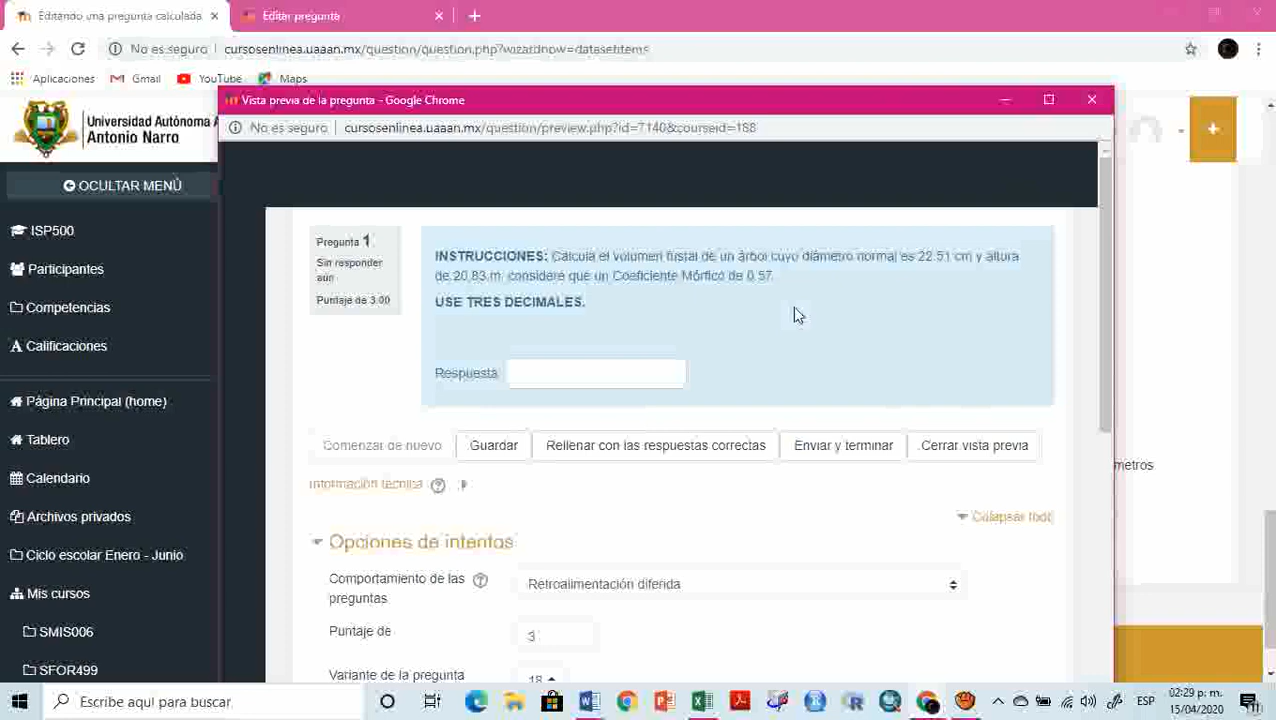 Editando una pregunta calculada
Editar pregunta
No es seguro cursosenlinea.uaaan.mx/question/question.php?wizardnow=datasetitems
Aplicaciones Gmail YouTube Maps
Vista previa de la pregunta - Google Chrome
No es seguro cursosenlinea.uaaan.mx/question/preview.php?id=7140&courseid=188
Universidad Autónoma A
Antonio Narro
OCULTAR MENÚ
ISP500
Participantes
Competencias
Calificaciones
Página Principal (home)
Tablero
Calendario
Archivos privados
Ciclo escolar Enero - Junio
Mis cursos
SMIS006
SFOR499
Pregunta 1
Sin responder
aún
Puntaje de 3.00
INSTRUCCIONES: Calcula el volumen fustal de un árbol cuyo diámetro normal es 22.51 cm y altura
de 20.83 m, considere que un Coeficiente Mórfico de 0.57.
USE TRES DECIMALES.
Respuesta:
Comenzar de nuevo Guardar Rellenar con las respuestas correctas Enviar y terminar Cerrar vista previa
Información técnica
Colapsar todo
Opciones de intentos
Comportamiento de las
preguntas
Retroalimentación diferida
Puntaje de
3
Variante de la pregunta
18
metros
Escribe aquí para buscar
ESP
02:29 p. m.
15/04/2020